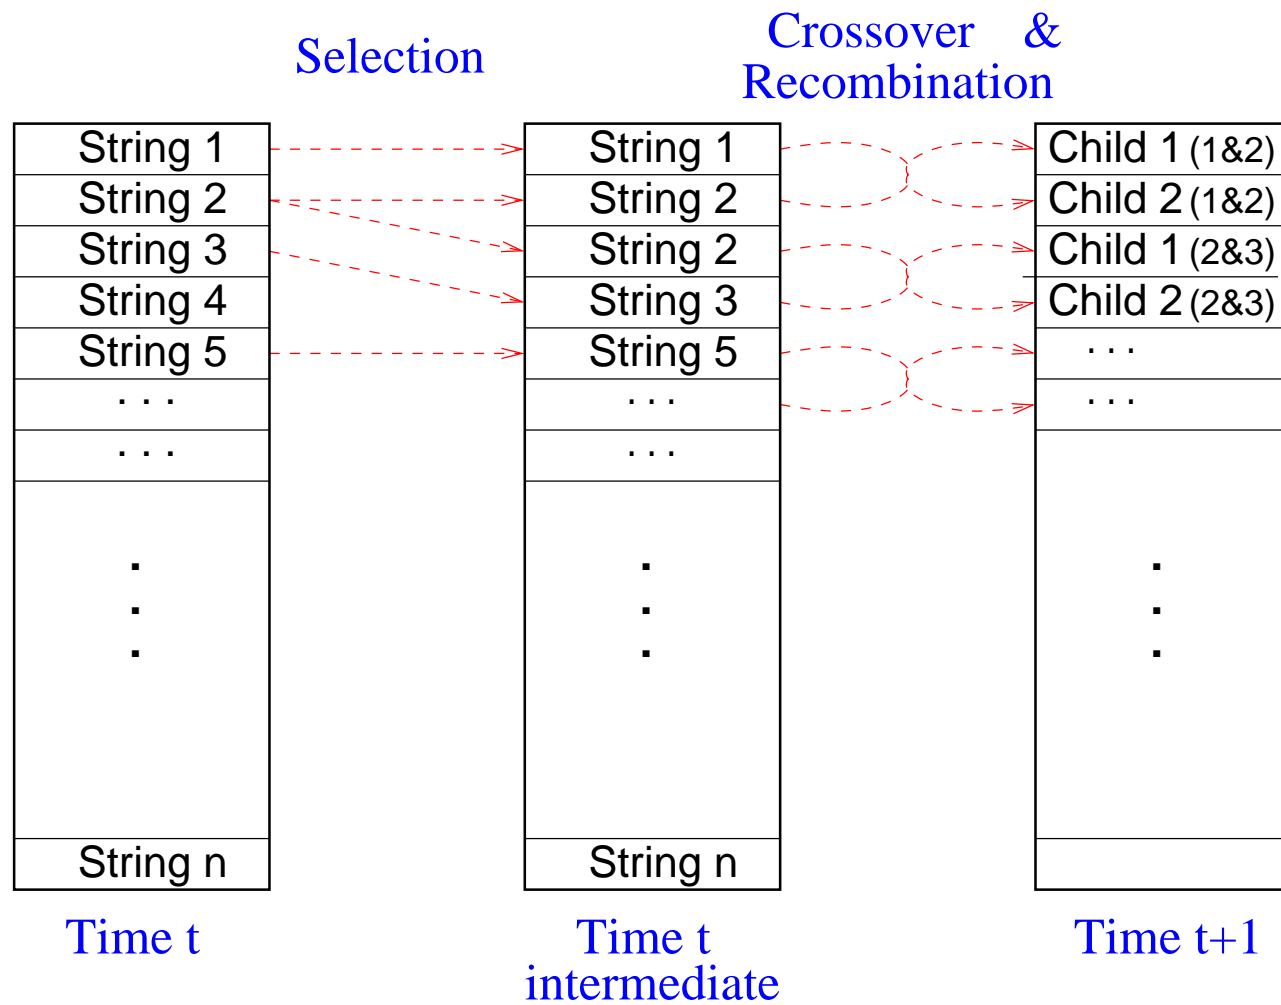 Selection
Crossover &
Recombination
String 1
String 2
String 3
String 4
String 5
. . .
. . .
String n
Time t
String 1
String 2
String 2
String 3
String 5
. . .
. . .
String n
Time t
intermediate
Child 1 (1&2)
Child 2 (1&2)
Child 1 (2&3)
Child 2 (2&3)
. . .
. . .
Time t+1